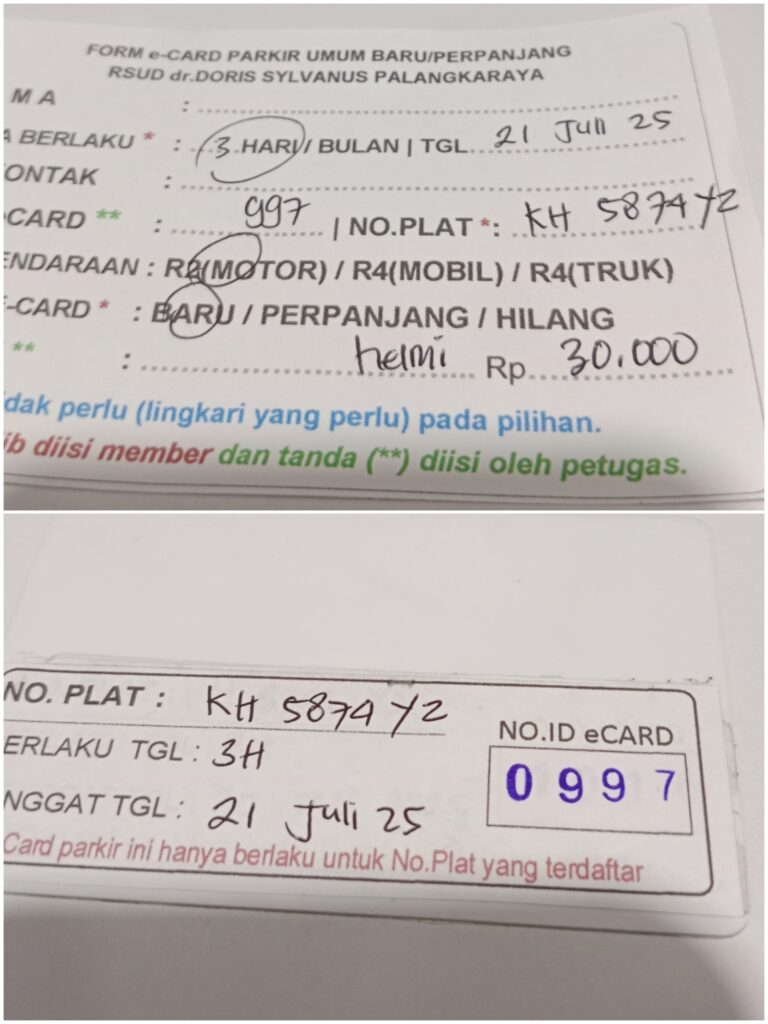 FORM e-CARD PARKIR UMUM BARU/PERPANJANG
RSUD dr.DORIS SYLVANUS PALANGKARAYA
MA :
A BERLAKU * : 3 HARI / BULAN | TGL. 21 Juli 25
ONTAK :
-CARD ** : 997 | NO.PLAT *: KH 5874 YZ
ENDARAAN : R2(MOTOR) / R4(MOBIL) / R4(TRUK)
-CARD * : BARU / PERPANJANG / HILANG
** : helmi Rp. 30.000
dak perlu (lingkari yang perlu) pada pilihan.
ib diisi member dan tanda (**) diisi oleh petugas.
NO. PLAT : KH 5874 YZ
ERLAKU TGL : 3H
NGGAT TGL : 21 Juli 25
NO.ID eCARD
0997
Card parkir ini hanya berlaku untuk No.Plat yang terdaftar